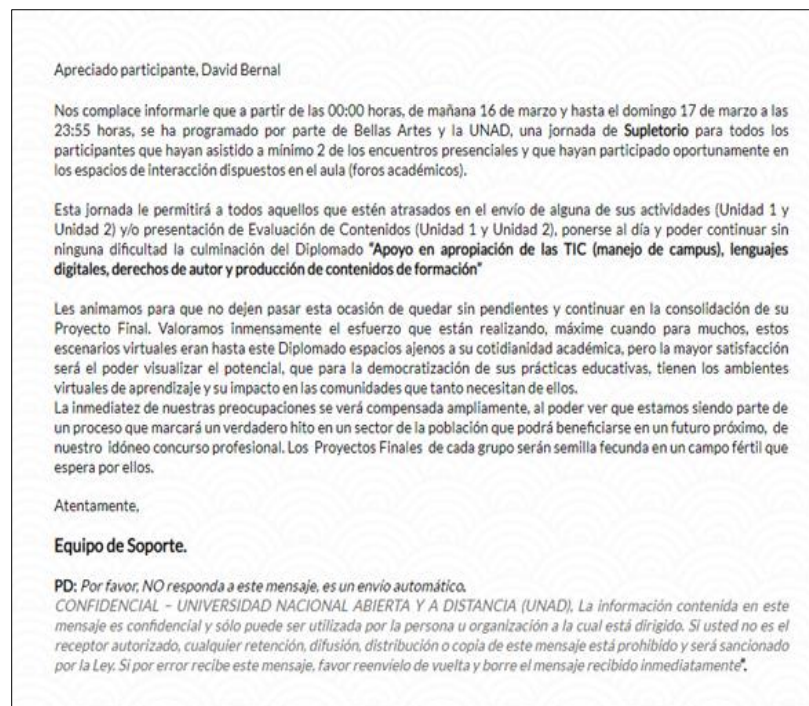 Apreciado participante, David Bernal
Nos complace informarle que a partir de las 00:00 horas, de mañana 16 de marzo y hasta el domingo 17 de marzo a las
23:55 horas, se ha programado por parte de Bellas Artes y la UNAD, una jornada de Supletorio para todos los
participantes que hayan asistido a mínimo 2 de los encuentros presenciales y que hayan participado oportunamente en
los espacios de interacción dispuestos en el aula (foros académicos).
Esta jornada le permitirá a todos aquellos que estén atrasados en el envío de alguna de sus actividades (Unidad 1 y
Unidad 2) y/o presentación de Evaluación de Contenidos (Unidad 1 y Unidad 2), ponerse al día y poder continuar sin
ninguna dificultad la culminación del Diplomado "Apoyo en apropiación de las TIC (manejo de campus), lenguajes
digitales, derechos de autor y producción de contenidos de formación"
Les animamos para que no dejen pasar esta ocasión de quedar sin pendientes y continuar en la consolidación de su
Proyecto Final. Valoramos inmensamente el esfuerzo que están realizando, máxime cuando para muchos, estos
escenarios virtuales eran hasta este Diplomado espacios ajenos a su cotidianidad académica, pero la mayor satisfacción
será el poder visualizar el potencial, que para la democratización de sus prácticas educativas, tienen los ambientes
virtuales de aprendizaje y su impacto en las comunidades que tanto necesitan de ellos.
La inmediatez de nuestras preocupaciones se verá compensada ampliamente, al poder ver que estamos siendo parte de
un proceso que marcará un verdadero hito en un sector de la población que podrá beneficiarse en un futuro próximo, de
nuestro idóneo concurso profesional. Los Proyectos Finales de cada grupo serán semilla fecunda en un campo fértil que
espera por ellos.
Atentamente,
Equipo de Soporte.
PD: Por favor, NO responda a este mensaje, es un envío automático.
CONFIDENCIAL – UNIVERSIDAD NACIONAL ABIERTA Y A DISTANCIA (UNAD), La información contenida en este
mensaje es confidencial y sólo puede ser utilizada por la persona u organización a la cual está dirigido. Si usted no es el
receptor autorizado, cualquier retención, difusión, distribución o copia de este mensaje está prohibido y será sancionado
por la Ley. Si por error recibe este mensaje, favor reenvíelo de vuelta y borre el mensaje recibido inmediatamente".